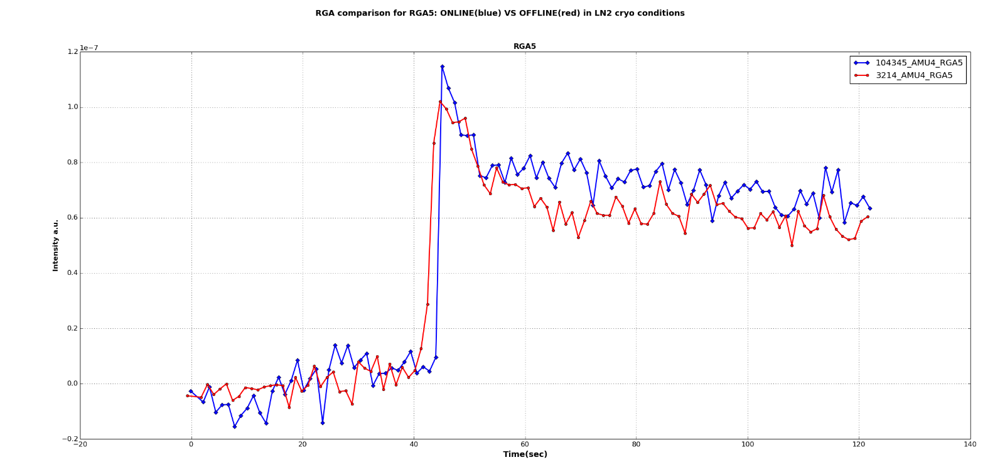 RGA comparison for RGA5: ONLINE(blue) VS OFFLINE(red) in LN2 cryo conditions
RGA5
1e−7
104345_AMU4_RGA5
3214_AMU4_RGA5
Intensity a.u.
1.2
1.0
0.8
0.6
0.4
0.2
0.0
−0.2
−20 0 20 40 60 80 100 120 140
Time(sec)